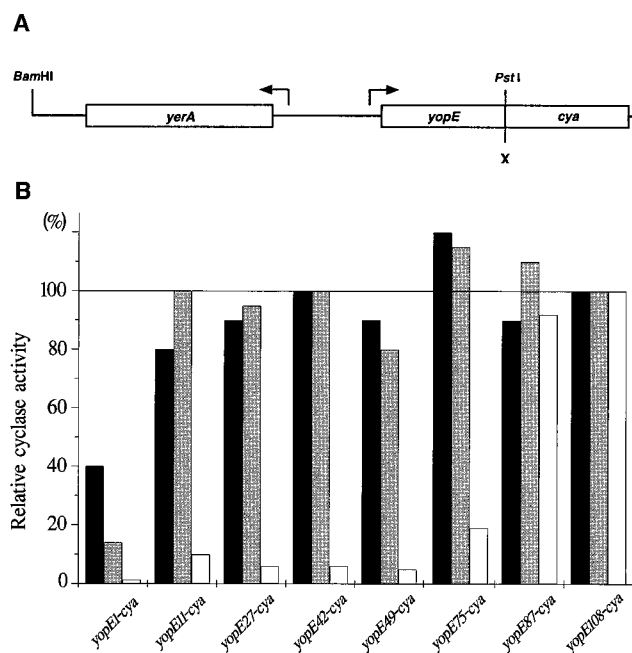 A
BamHI
yerA
Pst I
yopE
cya
X
B
(%)
100
80
60
40
20
0
Relative cyclase activity
yopE1-cya
yopE11-cya
yopE27-cya
yopE42-cya
yopE49-cya
yopE75-cya
yopE87-cya
yopE108-cya